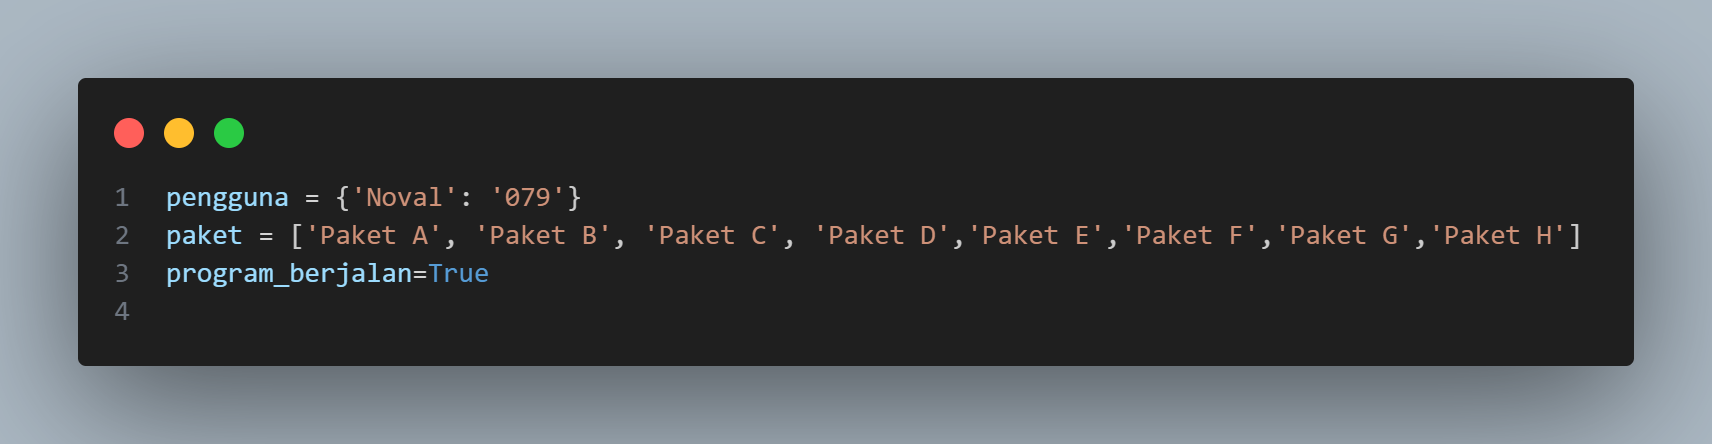 1 pengguna = {'Noval': '079'}
2 paket = ['Paket A', 'Paket B', 'Paket C', 'Paket D','Paket E','Paket F','Paket G','Paket H']
3 program_berjalan=True
4